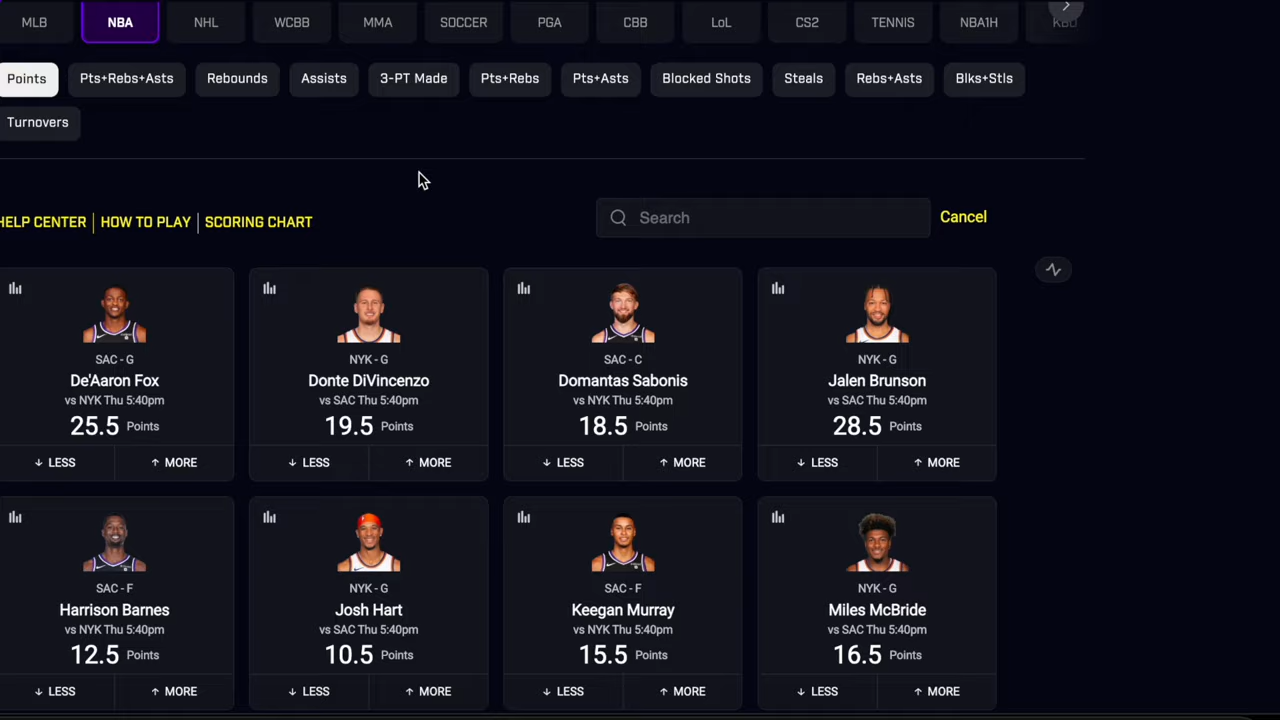 MLB NBA NHL WCBB MMA SOCCER PGA CBB LoL CS2 TENNIS NBA1H KBO
Points Pts+Rebs+Asts Rebounds Assists 3-PT Made Pts+Rebs Pts+Asts Blocked Shots Steals Rebs+Asts Blks+Stls
Turnovers
HELP CENTER | HOW TO PLAY | SCORING CHART Search Cancel
SAC - G NYK - G SAC - C NYK - G
De'Aaron Fox Donte DiVincenzo Domantas Sabonis Jalen Brunson
vs NYK Thu 5:40pm vs SAC Thu 5:40pm vs NYK Thu 5:40pm vs SAC Thu 5:40pm
25.5 Points 19.5 Points 18.5 Points 28.5 Points
↓ LESS ↑ MORE ↓ LESS ↑ MORE ↓ LESS ↑ MORE ↓ LESS ↑ MORE
SAC - F NYK - G SAC - F NYK - G
Harrison Barnes Josh Hart Keegan Murray Miles McBride
vs NYK Thu 5:40pm vs SAC Thu 5:40pm vs NYK Thu 5:40pm vs SAC Thu 5:40pm
12.5 Points 10.5 Points 15.5 Points 16.5 Points
↓ LESS ↑ MORE ↓ LESS ↑ MORE ↓ LESS ↑ MORE ↓ LESS ↑ MORE